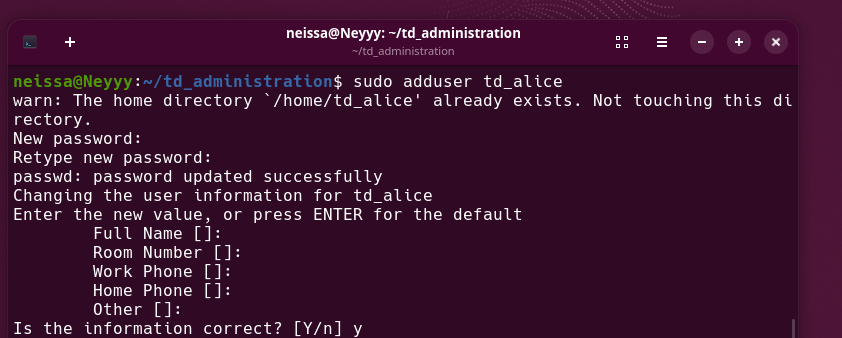 neissa@Neyyy: ~/td_administration
~/td_administration
neissa@Neyyy:~/td_administration$ sudo adduser td_alice
warn: The home directory `/home/td_alice' already exists. Not touching this di
rectory.
New password:
Retype new password:
passwd: password updated successfully
Changing the user information for td_alice
Enter the new value, or press ENTER for the default
        Full Name []:
        Room Number []:
        Work Phone []:
        Home Phone []:
        Other []:
Is the information correct? [Y/n] y